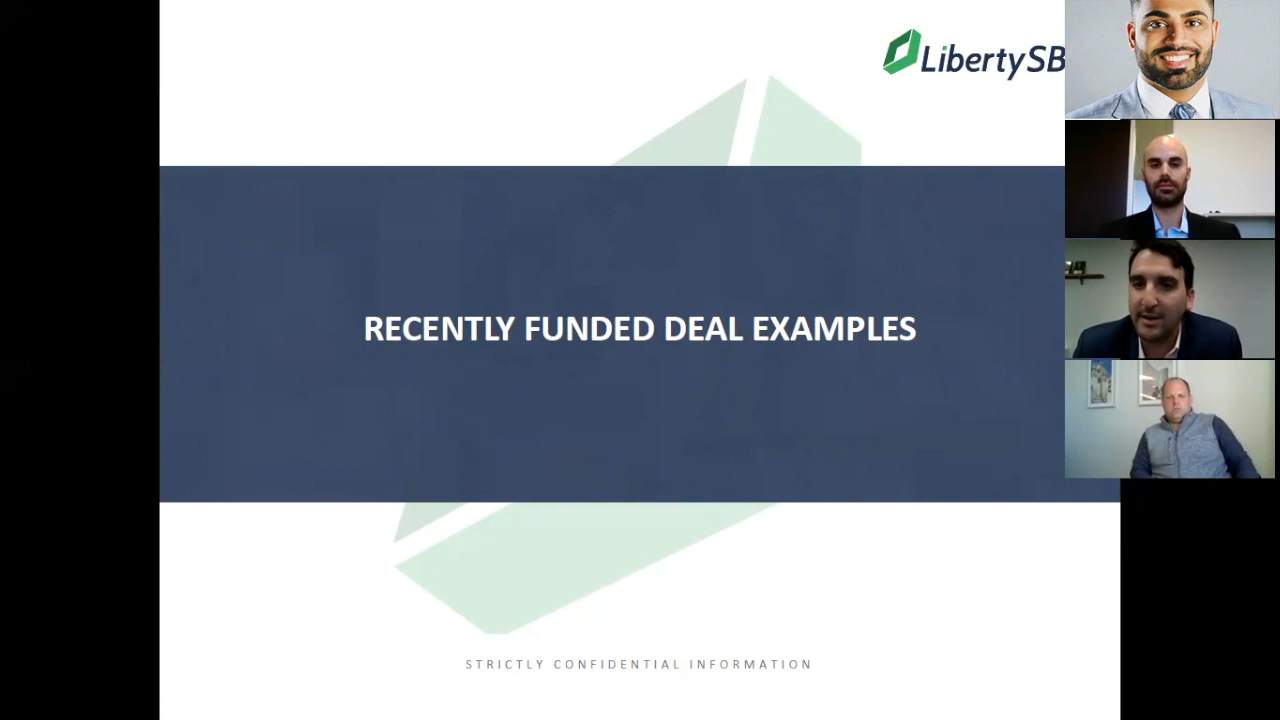 LibertySB
RECENTLY FUNDED DEAL EXAMPLES
STRICTLY CONFIDENTIAL INFORMATION